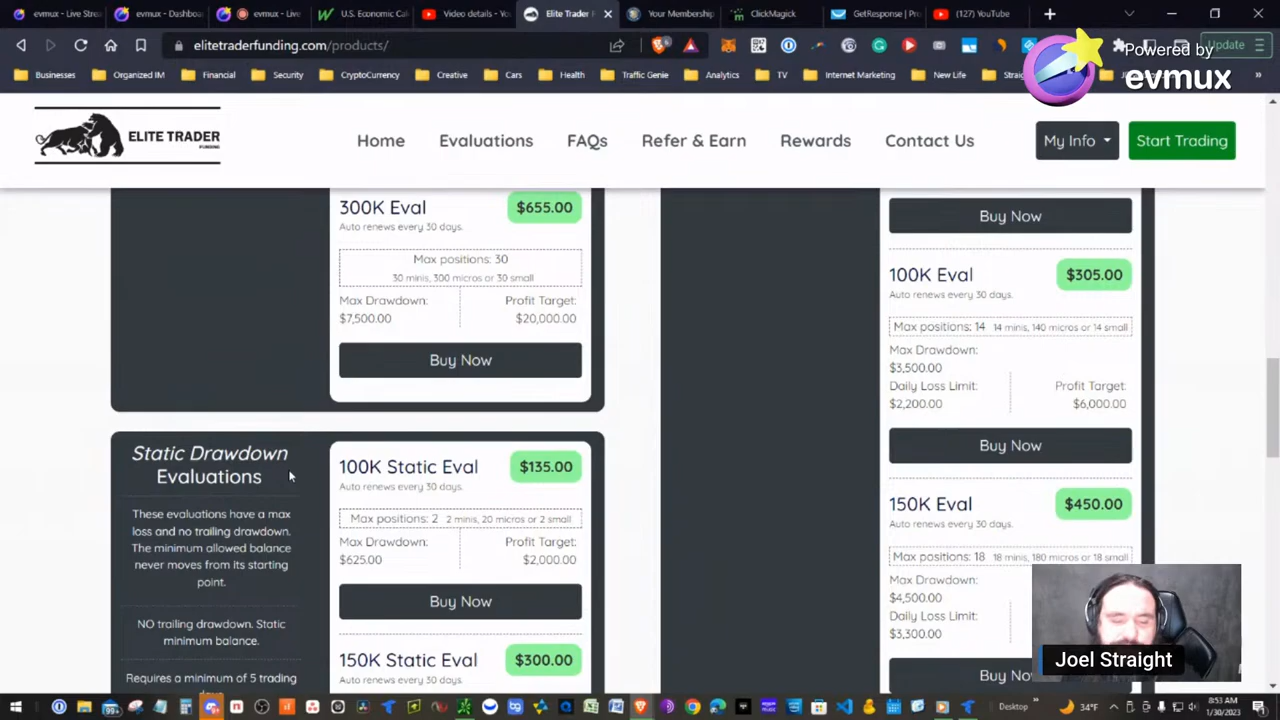 evmux - Live Stre
evmux - Dashbo
evmux - Live
U.S. Economic Cal
Video details - Yo
Elite Trader F
Your Membership
ClickMagick
GetResponse | Pro
(127) YouTube
elitetraderfunding.com/products/
Update
Businesses
Organized IM
Financial
Security
CryptoCurrency
Creative
Cars
Health
Traffic Genie
Analytics
TV
Internet Marketing
New Life
Powered by
evmux
ELITE TRADER
FUNDING
Home
Evaluations
FAQs
Refer & Earn
Rewards
Contact Us
My Info
Start Trading
300K Eval
$655.00
Auto renews every 30 days.
Max positions: 30
30 minis, 300 micros or 30 small
Max Drawdown:
$7,500.00
Profit Target:
$20,000.00
Buy Now
Static Drawdown
Evaluations
These evaluations have a max
loss and no trailing drawdown.
The minimum allowed balance
never moves from its starting
point.
NO trailing drawdown. Static
minimum balance.
Requires a minimum of 5 trading
100K Static Eval
$135.00
Auto renews every 30 days.
Max positions: 2 2 minis, 20 micros or 2 small
Max Drawdown:
$625.00
Profit Target:
$2,000.00
Buy Now
150K Static Eval
$300.00
Auto renews every 30 days.
Buy Now
100K Eval
$305.00
Auto renews every 30 days.
Max positions: 14 14 minis, 140 micros or 14 small
Max Drawdown:
$3,500.00
Daily Loss Limit:
$2,200.00
Profit Target:
$6,000.00
Buy Now
150K Eval
$450.00
Auto renews every 30 days.
Max positions: 18 18 minis, 180 micros or 18 small
Max Drawdown:
$4,500.00
Daily Loss Limit:
$3,300.00
Buy No
Joel Straight
99+
Desktop
34°F
8:53 AM
1/30/2023